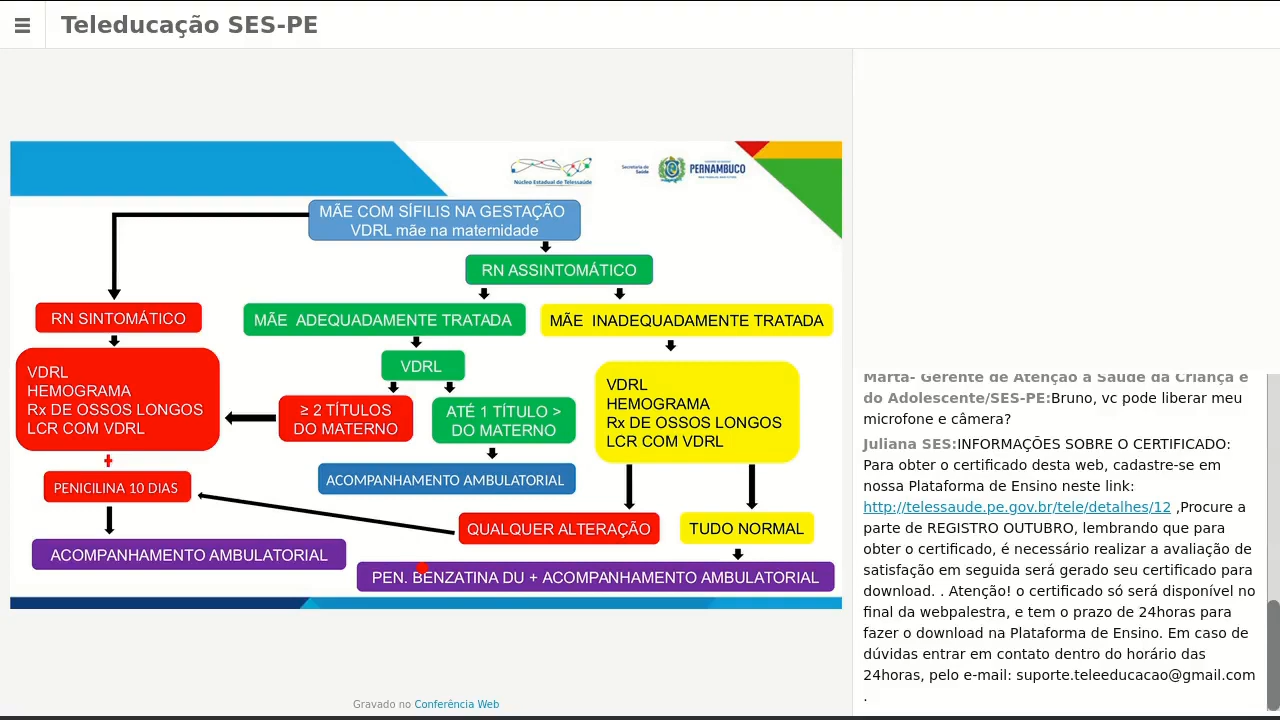 Teleducação SES-PE
Núcleo Estadual de Telessaúde
Secretaria de
Saúde
PERNAMBUCO
MÃE COM SÍFILIS NA GESTAÇÃO
VDRL mãe na maternidade
RN ASSINTOMÁTICO
RN SINTOMÁTICO
MÃE ADEQUADAMENTE TRATADA
MÃE INADEQUADAMENTE TRATADA
VDRL
HEMOGRAMA
Rx DE OSSOS LONGOS
LCR COM VDRL
VDRL
≥ 2 TÍTULOS
DO MATERNO
ATÉ 1 TÍTULO >
DO MATERNO
VDRL
HEMOGRAMA
Rx DE OSSOS LONGOS
LCR COM VDRL
+
PENICILINA 10 DIAS
ACOMPANHAMENTO AMBULATORIAL
QUALQUER ALTERAÇÃO
TUDO NORMAL
ACOMPANHAMENTO AMBULATORIAL
PEN. BENZATINA DU + ACOMPANHAMENTO AMBULATORIAL
Gravado no Conferência Web
Marta- Gerente de Atenção à Saúde da Criança e
do Adolescente/SES-PE:Bruno, vc pode liberar meu
microfone e câmera?
Juliana SES:INFORMAÇÕES SOBRE O CERTIFICADO:
Para obter o certificado desta web, cadastre-se em
nossa Plataforma de Ensino neste link:
http://telessaude.pe.gov.br/tele/detalhes/12 ,Procure a
parte de REGISTRO OUTUBRO, lembrando que para
obter o certificado, é necessário realizar a avaliação de
satisfação em seguida será gerado seu certificado para
download. . Atenção! o certificado só será disponível no
final da webpalestra, e tem o prazo de 24horas para
fazer o download na Plataforma de Ensino. Em caso de
dúvidas entrar em contato dentro do horário das
24horas, pelo e-mail: suporte.teleeducacao@gmail.com
.